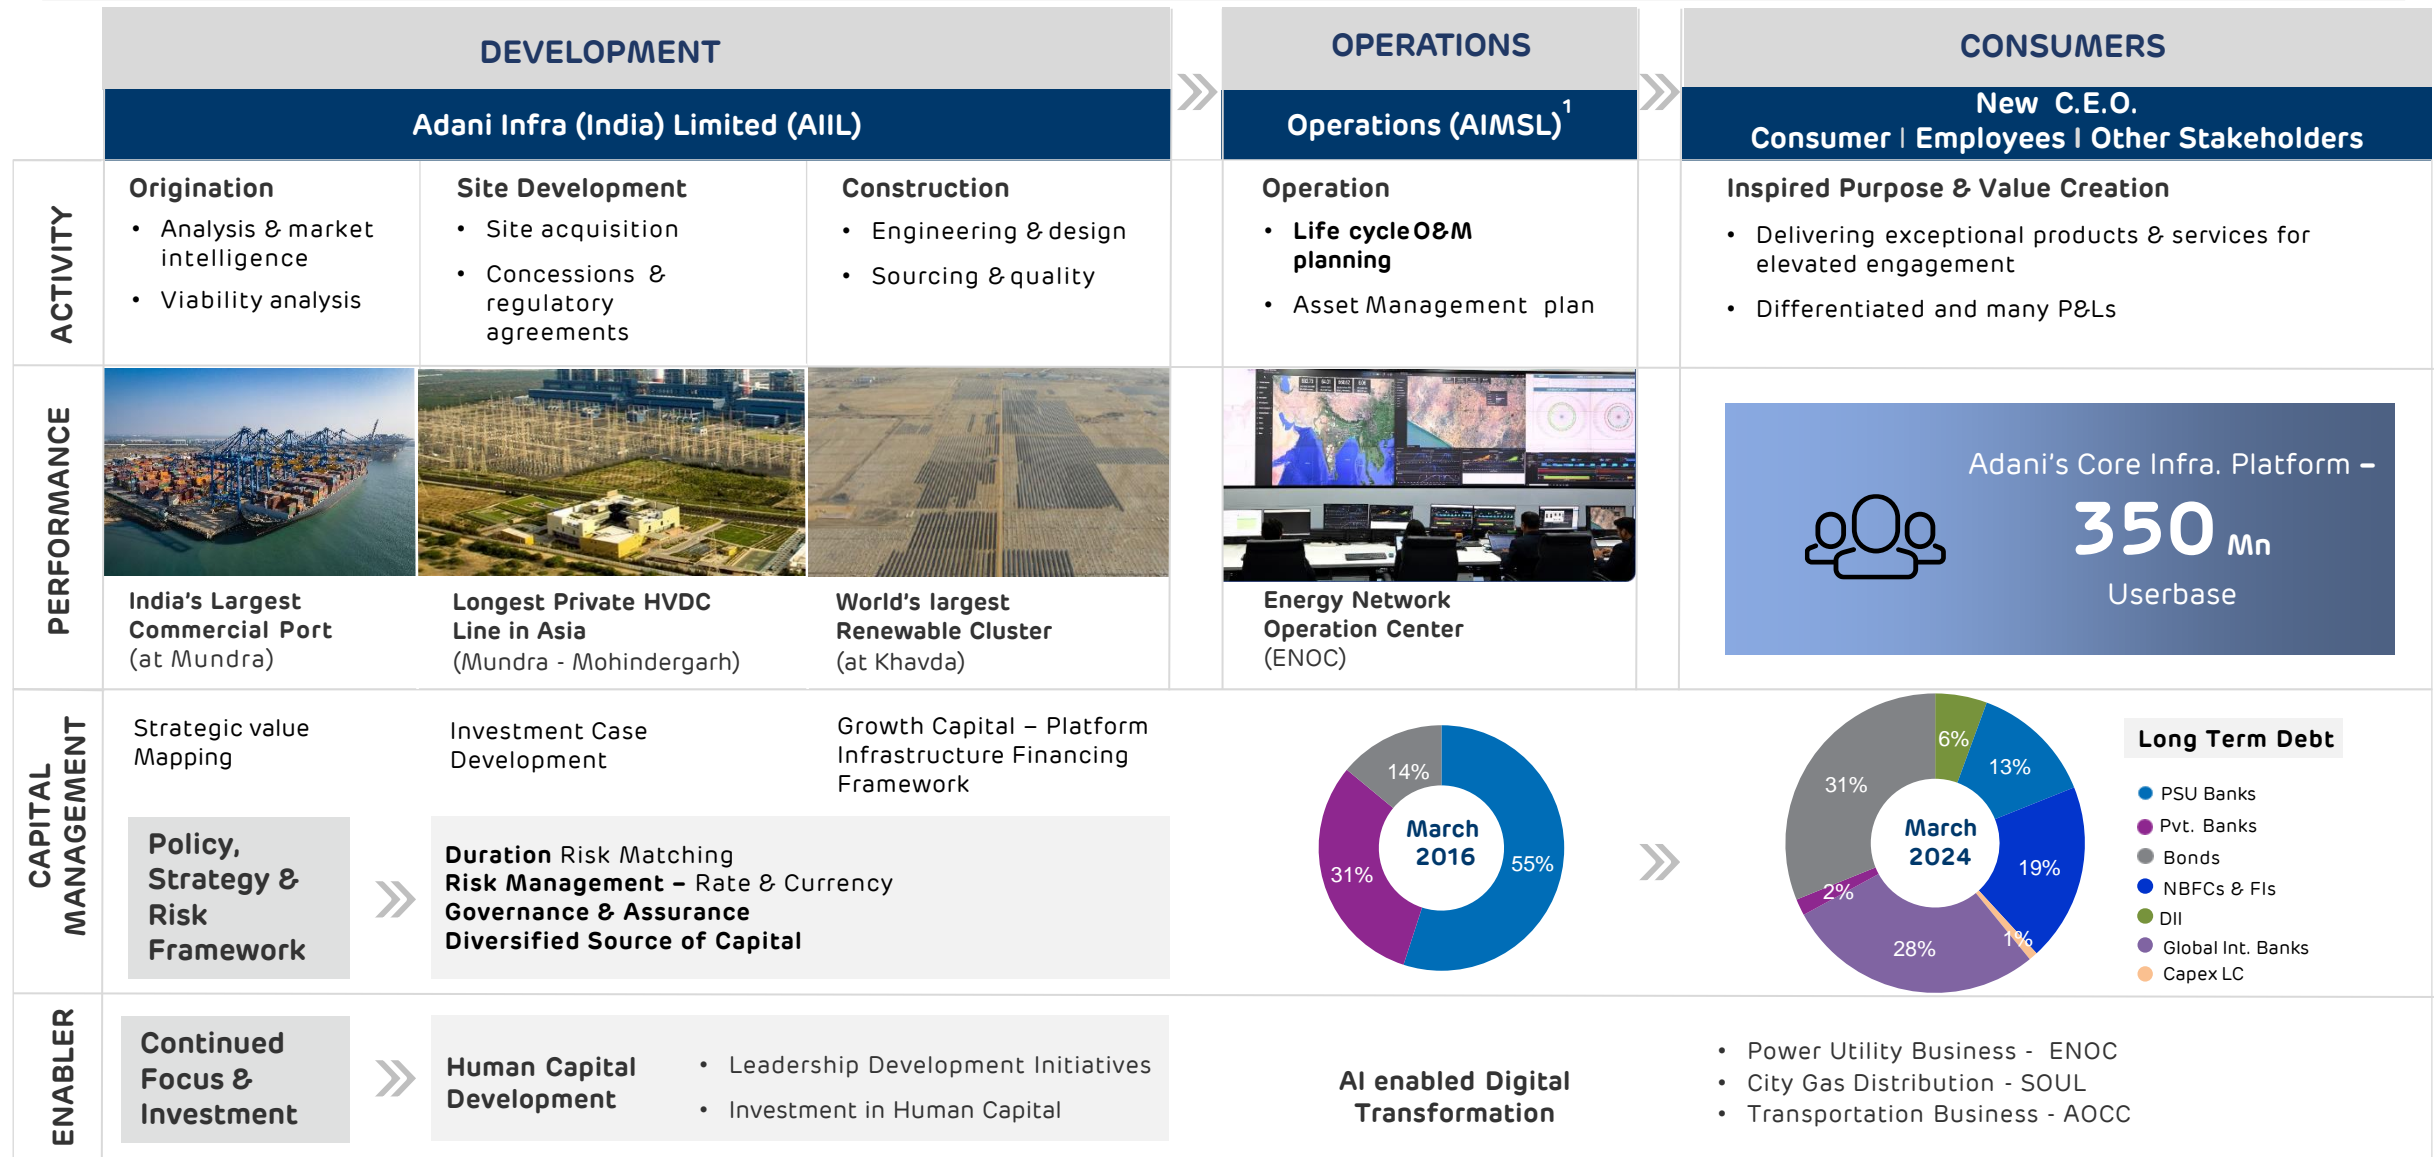 DEVELOPMENT
OPERATIONS
CONSUMERS
Adani Infra (India) Limited (AIIL)
Operations (AIMSL)1
New C.E.O.
Consumer | Employees I Other Stakeholders
ACTIVITY
Origination
• Analysis & market
intelligence
• Viability analysis
Site Development
• Site acquisition
• Concessions &
regulatory
agreements
Construction
• Engineering & design
• Sourcing & quality
Operation
• Life cycle O&M
planning
• Asset Management plan
Inspired Purpose & Value Creation
• Delivering exceptional products & services for
elevated engagement
• Differentiated and many P&Ls
PERFORMANCE
India's Largest
Commercial Port
(at Mundra)
Longest Private HVDC
Line in Asia
(Mundra - Mohindergarh)
World's largest
Renewable Cluster
(at Khavda)
Energy Network
Operation Center
(ENOC)
Adani's Core Infra. Platform –
350 Mn
Userbase
CAPITAL
MANAGEMENT
Strategic value
Mapping
Investment Case
Development
Growth Capital – Platform
Infrastructure Financing
Framework
Policy,
Strategy &
Risk
Framework
Duration Risk Matching
Risk Management – Rate & Currency
Governance & Assurance
Diversified Source of Capital
14%
31%
55%
March
2016
6%
13%
31%
19%
2%
28%
1%
March
2024
Long Term Debt
PSU Banks
Pvt. Banks
Bonds
NBFCs & FIs
DII
Global Int. Banks
Capex LC
ENABLER
Continued
Focus &
Investment
Human Capital
Development
• Leadership Development Initiatives
• Investment in Human Capital
AI enabled Digital
Transformation
• Power Utility Business - ENOC
• City Gas Distribution - SOUL
• Transportation Business - AOCC